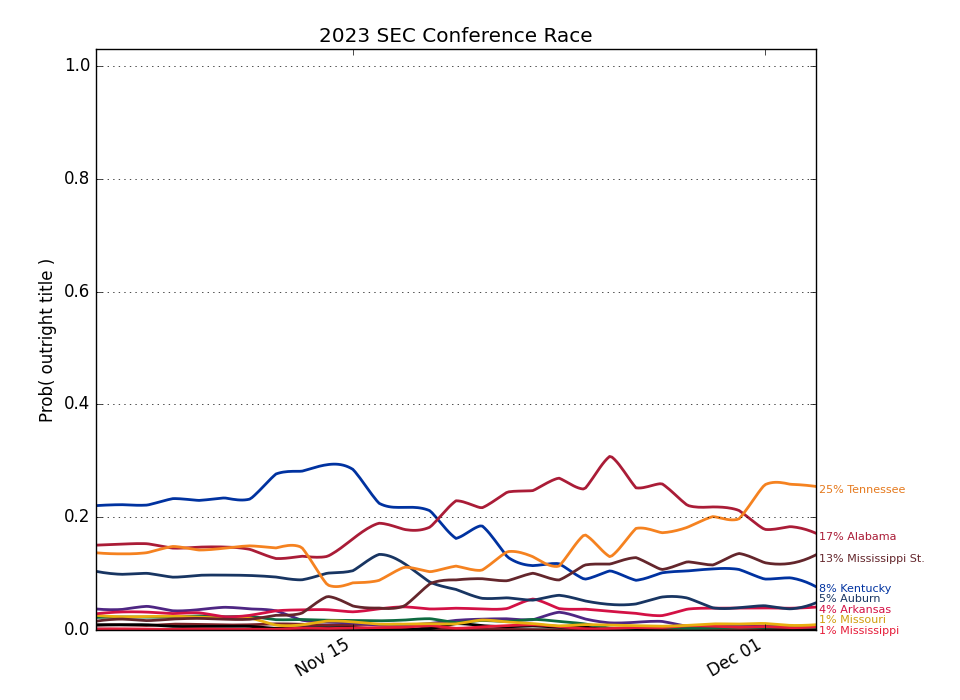 2023 SEC Conference Race
Prob( outright title )
1.0
0.8
0.6
0.4
0.2
0.0
Nov 15
Dec 01
25% Tennessee
17% Alabama
13% Mississippi St.
8% Kentucky
5% Auburn
4% Arkansas
1% Missouri
1% Mississippi